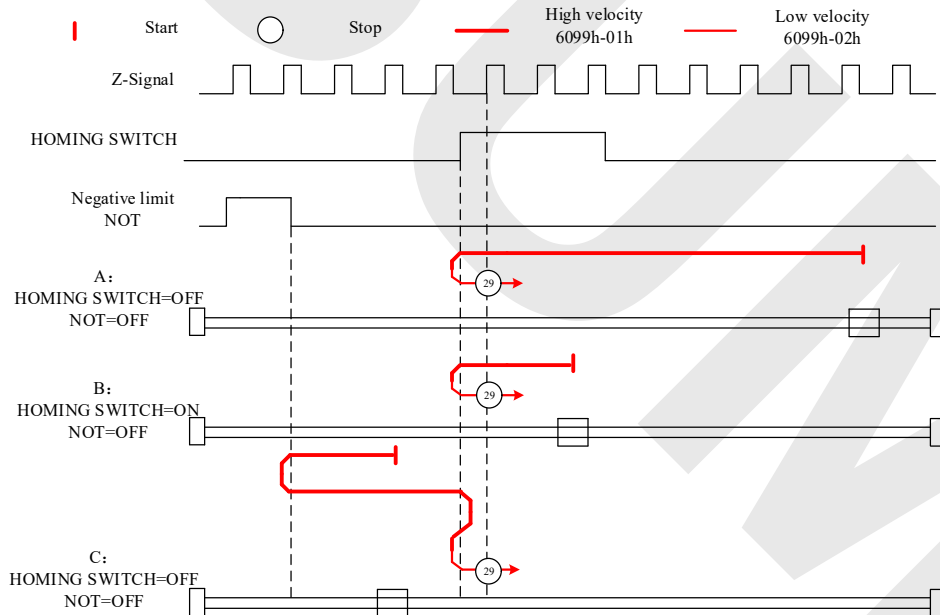 Start
Stop
High velocity
6099h-01h
Low velocity
6099h-02h
Z-Signal
HOMING SWITCH
Negative limit
NOT
A：
HOMING SWITCH=OFF
NOT=OFF
29
B：
HOMING SWITCH=ON
NOT=OFF
29
C：
HOMING SWITCH=OFF
NOT=OFF
29